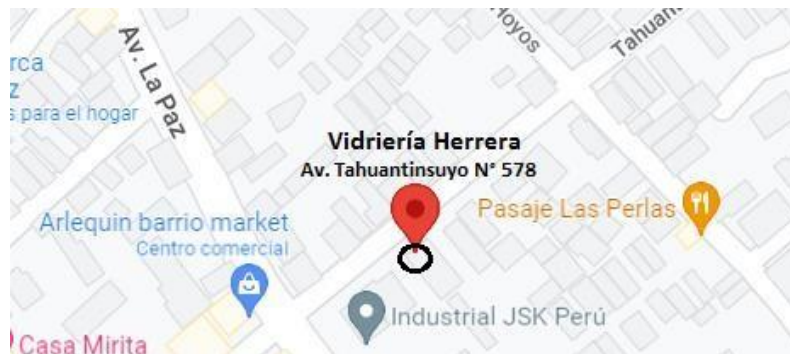 Av. La Paz
Hoyos
Tahuant
rca
z
s para el hogar
Vidriería Herrera
Av. Tahuantinsuyo N° 578
Pasaje Las Perlas
Arlequin barrio market
Centro comercial
Industrial JSK Perú
Casa Mirita